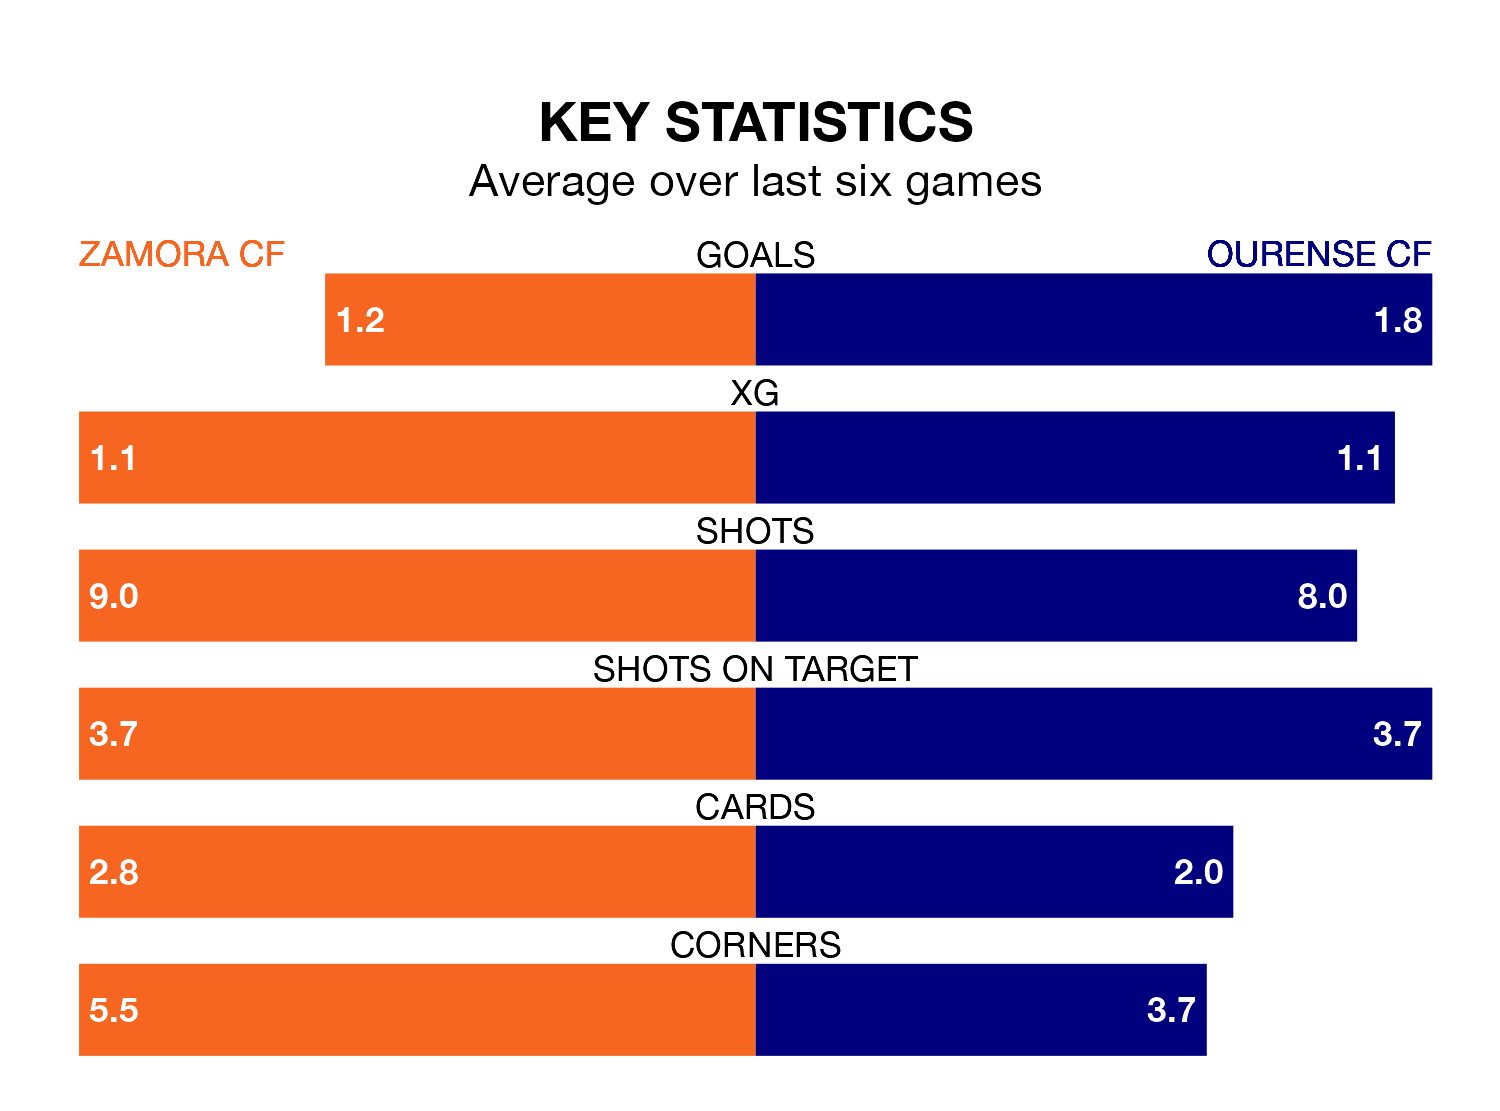 KEY STATISTICS
Average over last six games
ZAMORA CF GOALS OURENSE CF
1.2 1.8
XG
1.1 1.1
SHOTS
9.0 8.0
SHOTS ON TARGET
3.7 3.7
CARDS
2.8 2.0
CORNERS
5.5 3.7